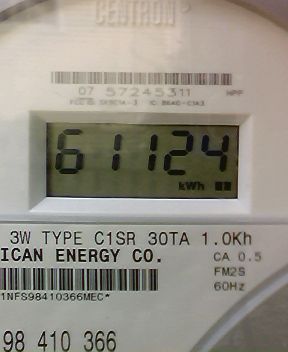 CENTRON
07 57245311 HPF
61124
kWh
3W TYPE C1SR 30TA 1.0Kh
ICAN ENERGY CO. CA 0.5
FM2S
60Hz
1NFS98410366MEC*
98 410 366